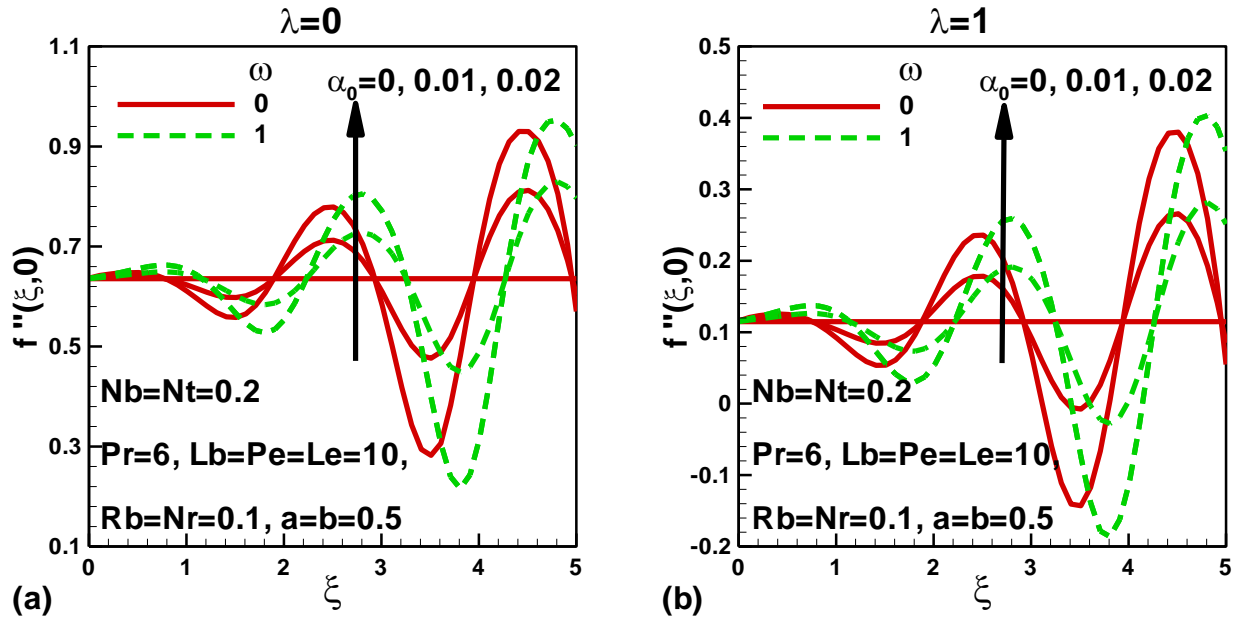 λ=0
1.1
0.9
0.7
0.5
0.3
0.1
f "(ξ,0)
ω
0
1
α₀=0, 0.01, 0.02
Nb=Nt=0.2
Pr=6, Lb=Pe=Le=10,
Rb=Nr=0.1, a=b=0.5
0 1 2 3 4 5
ξ
(a)
λ=1
0.5
0.4
0.3
0.2
0.1
0
-0.1
-0.2
f "(ξ,0)
ω
0
1
α₀=0, 0.01, 0.02
Nb=Nt=0.2
Pr=6, Lb=Pe=Le=10,
Rb=Nr=0.1, a=b=0.5
0 1 2 3 4 5
ξ
(b)